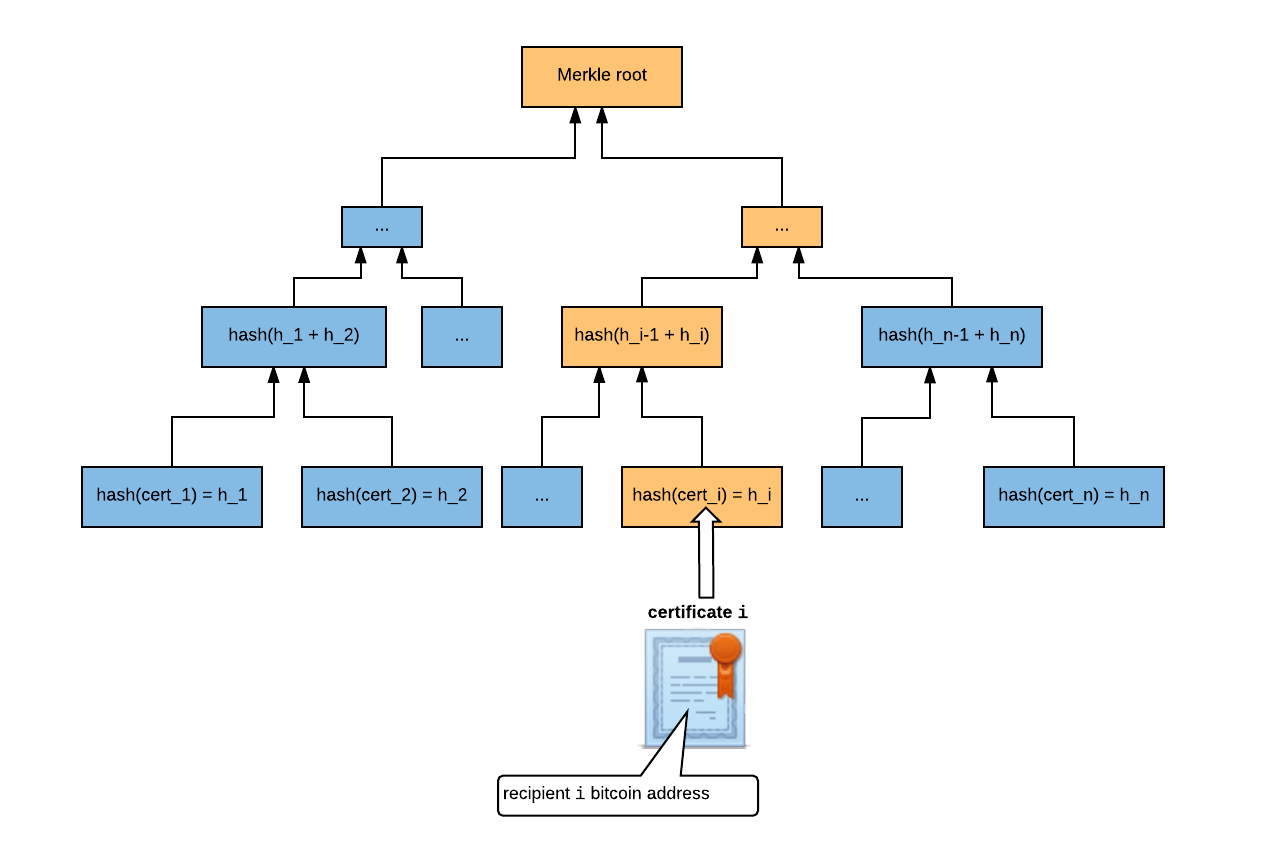 Merkle root
...
...
hash(h_1 + h_2)
...
hash(h_i-1 + h_i)
hash(h_n-1 + h_n)
hash(cert_1) = h_1
hash(cert_2) = h_2
...
hash(cert_i) = h_i
...
hash(cert_n) = h_n
certificate i
recipient i bitcoin address